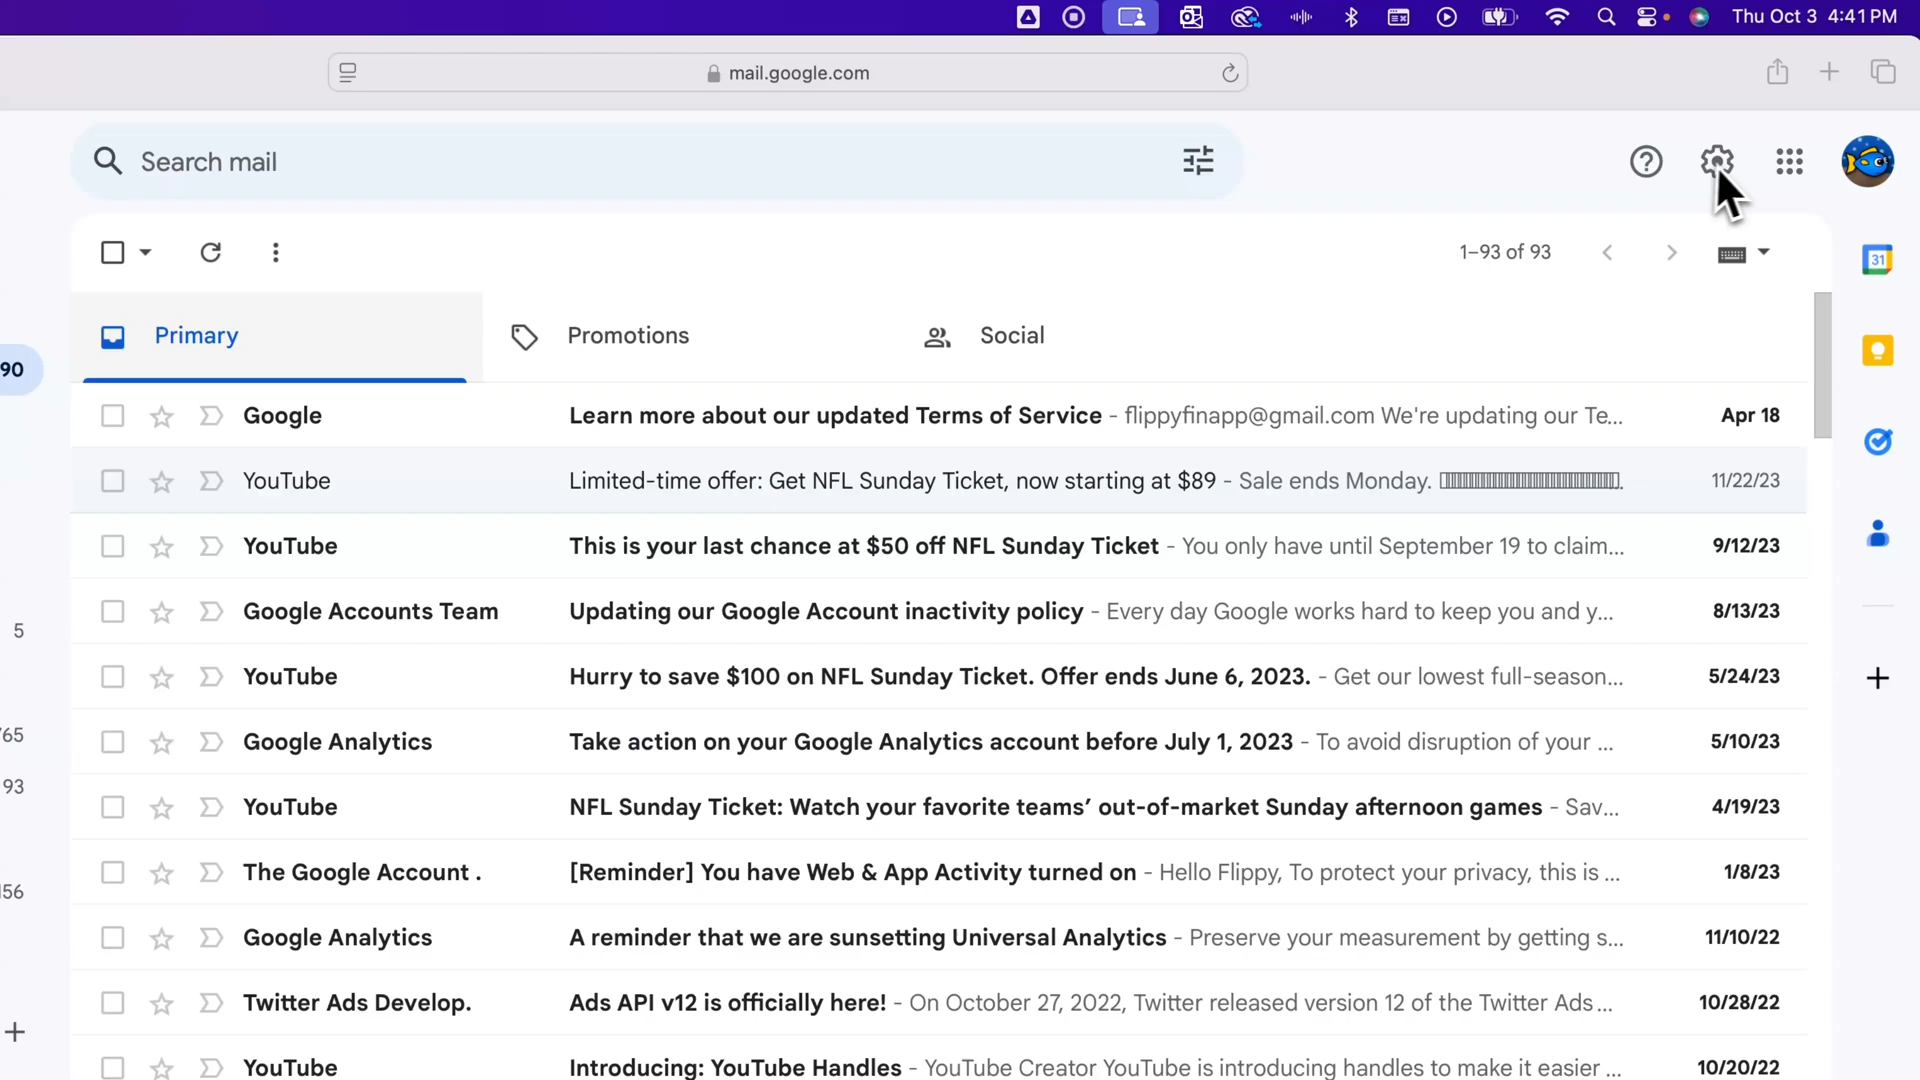 Thu Oct 3 4:41 PM
mail.google.com
Search mail
1–93 of 93
31
Primary
Promotions
Social
90
Google Learn more about our updated Terms of Service - flippyfinapp@gmail.com We're updating our Te... Apr 18
YouTube Limited-time offer: Get NFL Sunday Ticket, now starting at $89 - Sale ends Monday. 11/22/23
YouTube This is your last chance at $50 off NFL Sunday Ticket - You only have until September 19 to claim... 9/12/23
Google Accounts Team Updating our Google Account inactivity policy - Every day Google works hard to keep you and y... 8/13/23
5
YouTube Hurry to save $100 on NFL Sunday Ticket. Offer ends June 6, 2023. - Get our lowest full-season... 5/24/23
Google Analytics Take action on your Google Analytics account before July 1, 2023 - To avoid disruption of your ... 5/10/23
65
93
YouTube NFL Sunday Ticket: Watch your favorite teams’ out-of-market Sunday afternoon games - Sav... 4/19/23
The Google Account . [Reminder] You have Web & App Activity turned on - Hello Flippy, To protect your privacy, this is ... 1/8/23
156
Google Analytics A reminder that we are sunsetting Universal Analytics - Preserve your measurement by getting s... 11/10/22
Twitter Ads Develop. Ads API v12 is officially here! - On October 27, 2022, Twitter released version 12 of the Twitter Ads ... 10/28/22
YouTube Introducing: YouTube Handles - YouTube Creator YouTube is introducing handles to make it easier ... 10/20/22